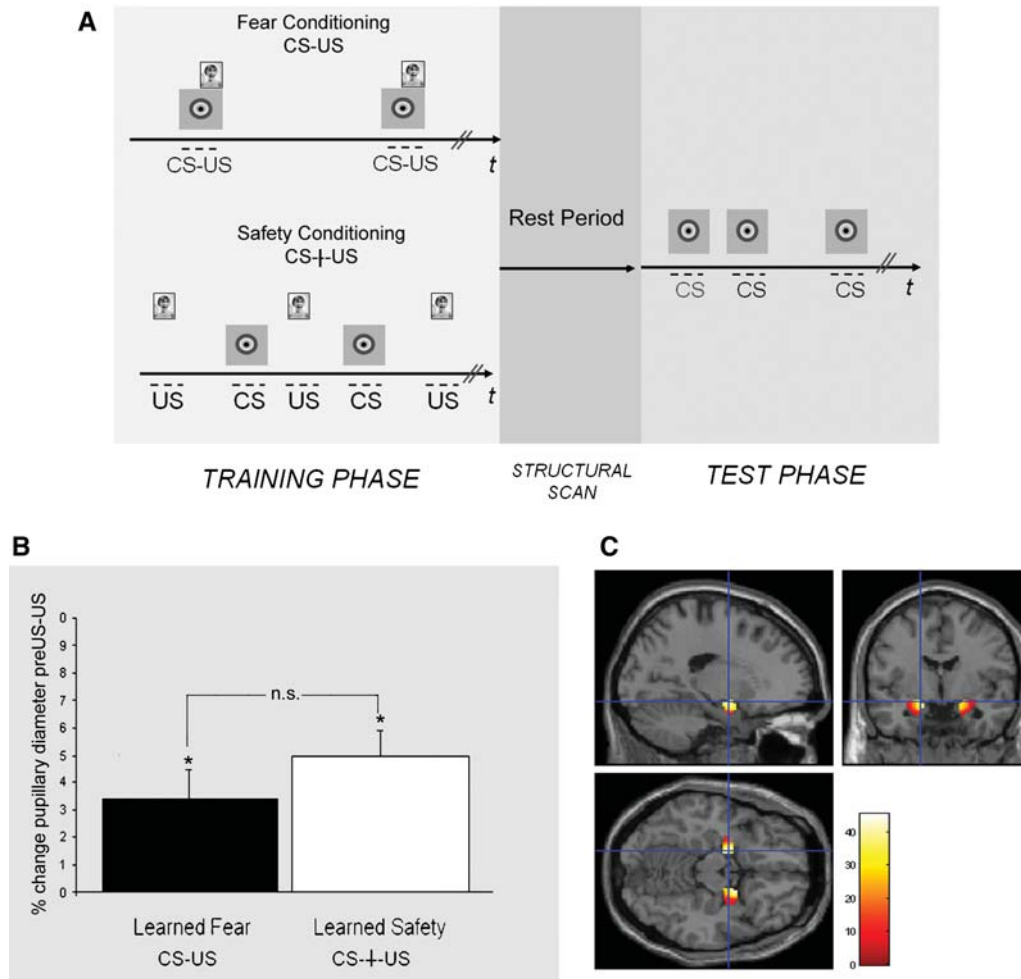 A
Fear Conditioning
CS-US
CS-US CS-US
t
Safety Conditioning
CS-┼-US
US CS US CS US
t
Rest Period
CS CS CS
t
TRAINING PHASE
STRUCTURAL
SCAN
TEST PHASE
B
% change pupillary diameter preUS-US
0
9
8
7
6
5
4
3
2
1
0
n.s.
*
*
Learned Fear
CS-US
Learned Safety
CS-┼-US
C
40
30
20
10
0